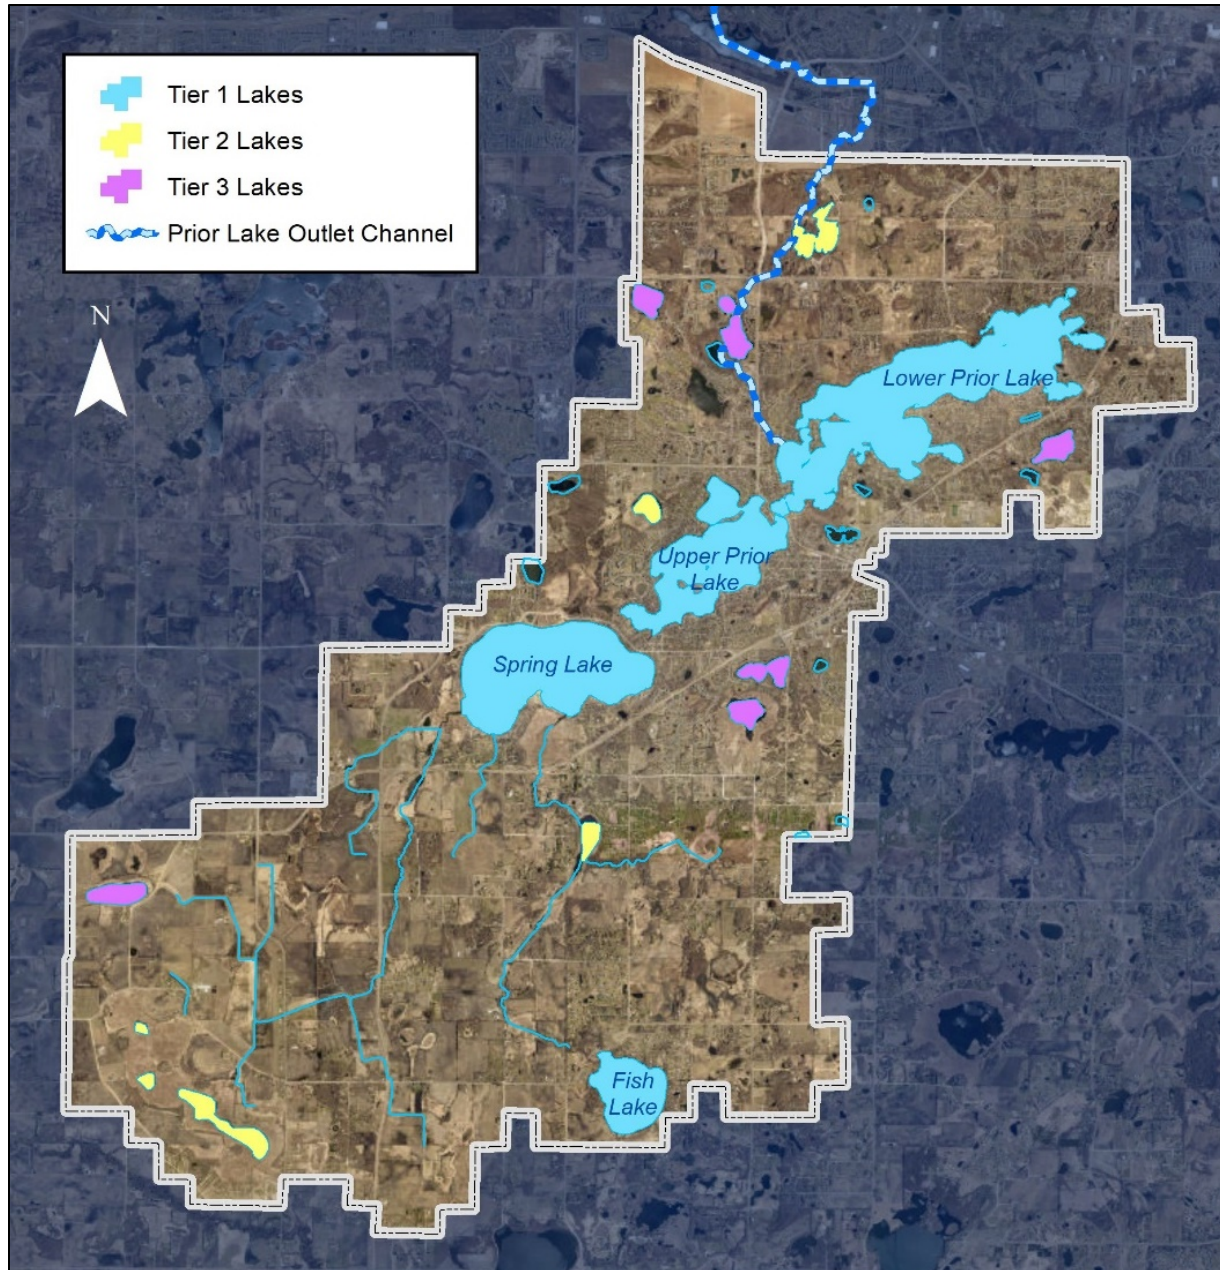 Tier 1 Lakes
Tier 2 Lakes
Tier 3 Lakes
Prior Lake Outlet Channel
N
Lower Prior Lake
Upper Prior
Lake
Spring Lake
Fish
Lake